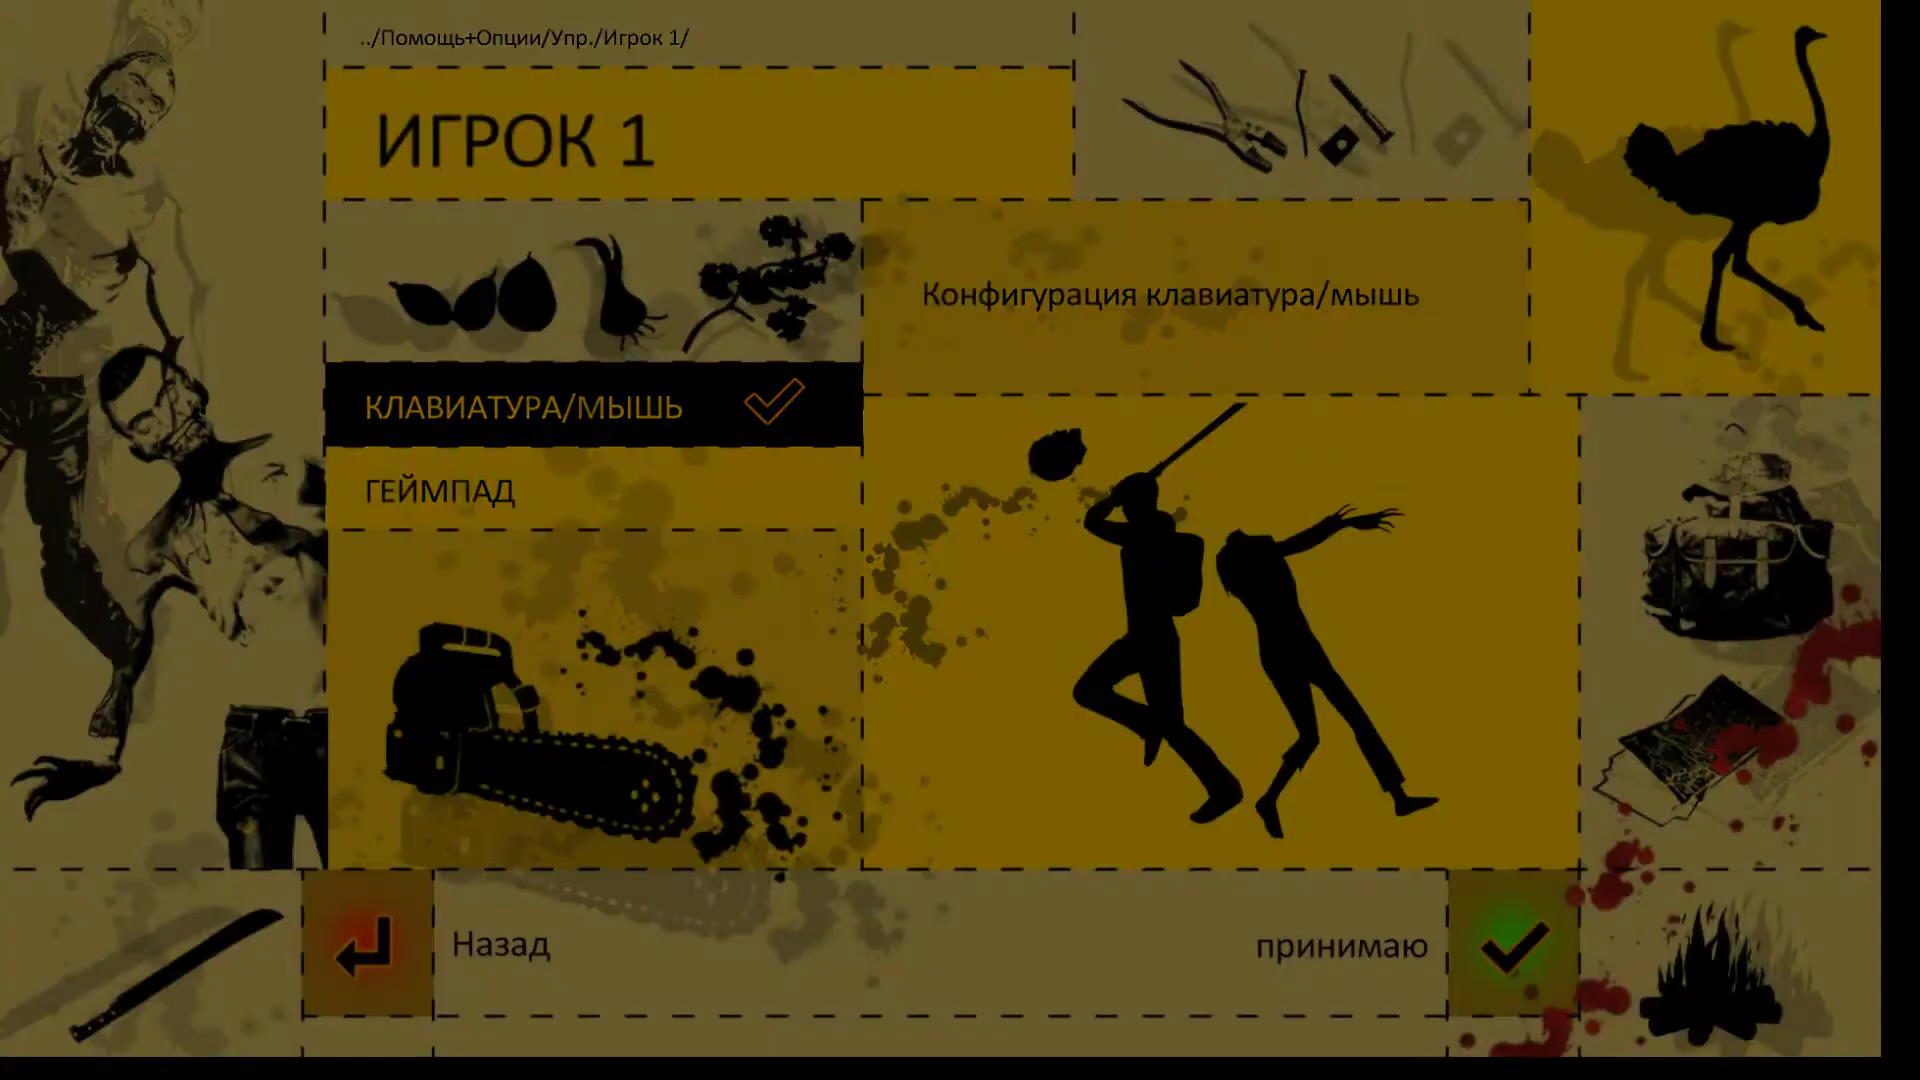 ../Помощь+Опции/Упр./Игрок 1/
ИГРОК 1
Конфигурация клавиатура/мышь
КЛАВИАТУРА/МЫШЬ
ГЕЙМПАД
Назад
принимаю